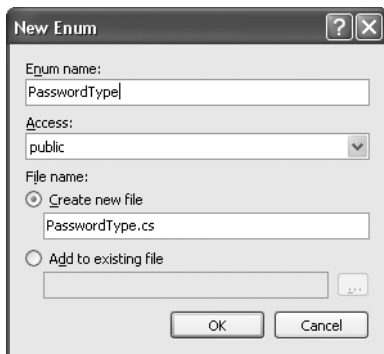 New Enum
Enum name:
PasswordType
Access:
public
File name:
Create new file
PasswordType.cs
Add to existing file
...
OK Cancel